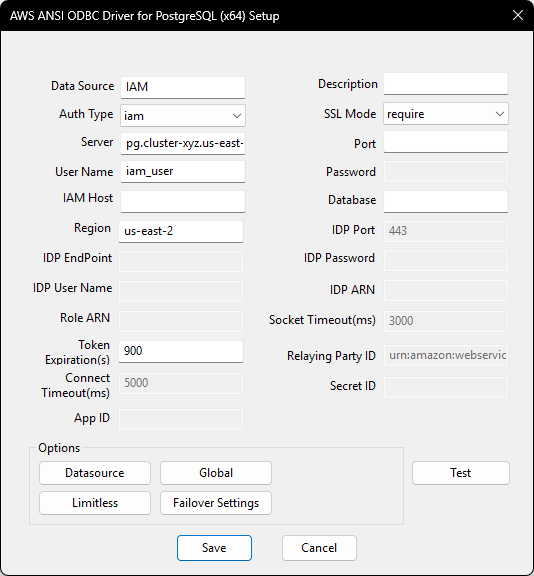 AWS ANSI ODBC Driver for PostgreSQL (x64) Setup
Data Source IAM
Description
Auth Type iam
SSL Mode require
Server pg.cluster-xyz.us-east-
Port
User Name iam_user
Password
IAM Host
Database
Region us-east-2
IDP Port 443
IDP EndPoint
IDP Password
IDP User Name
IDP ARN
Role ARN
Socket Timeout(ms) 3000
Token
Expiration(s) 900
Relaying Party ID urn:amazon:webservic
Connect
Timeout(ms) 5000
Secret ID
App ID
Options
Datasource Global Test
Limitless Failover Settings
Save Cancel